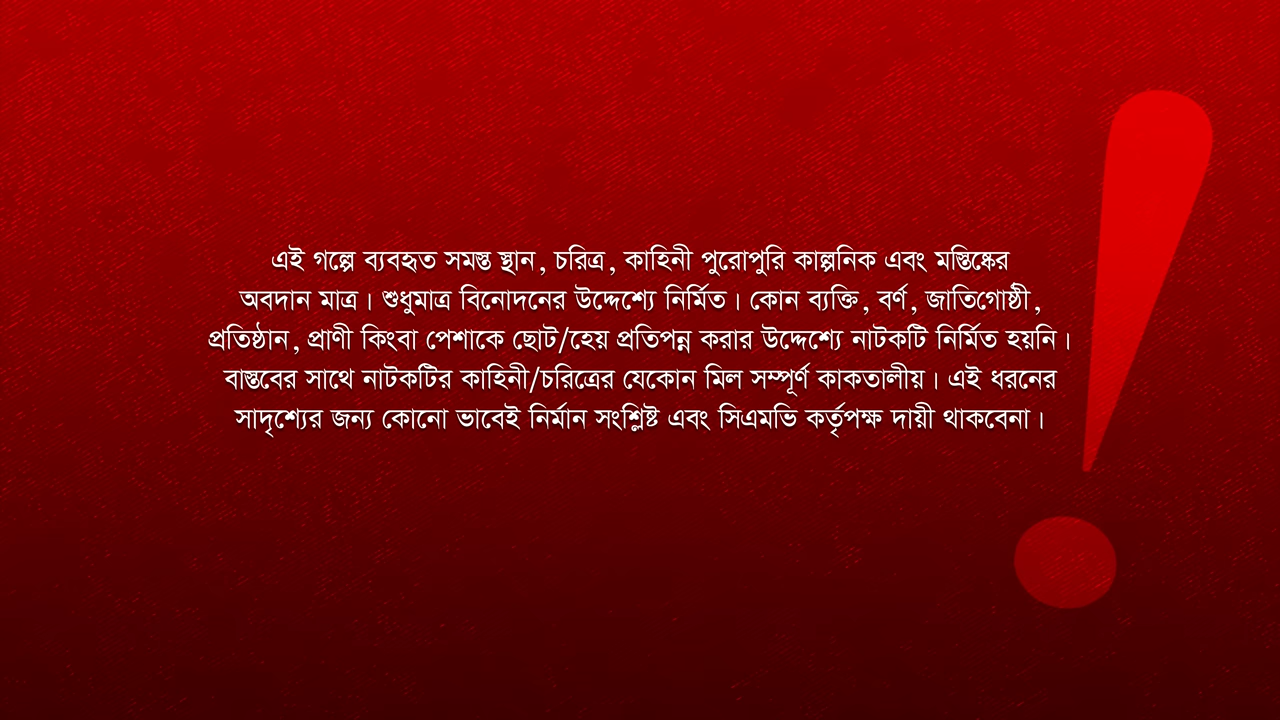 এই গল্পে ব্যবহৃত সমস্ত স্থান, চরিত্র, কাহিনী পুরোপুরি কাল্পনিক এবং মস্তিষ্কের
অবদান মাত্র। শুধুমাত্র বিনোদনের উদ্দেশ্যে নির্মিত। কোন ব্যক্তি, বর্ণ, জাতিগোষ্ঠী,
প্রতিষ্ঠান, প্রাণী কিংবা পেশাকে ছোট/হেয় প্রতিপন্ন করার উদ্দেশ্যে নাটকটি নির্মিত হয়নি।
বাস্তবের সাথে নাটকটির কাহিনী/চরিত্রের যেকোন মিল সম্পূর্ণ কাকতালীয়। এই ধরনের
সাদৃশ্যের জন্য কোনো ভাবেই নির্মান সংশ্লিষ্ট এবং সিএমভি কর্তৃপক্ষ দায়ী থাকবেনা।